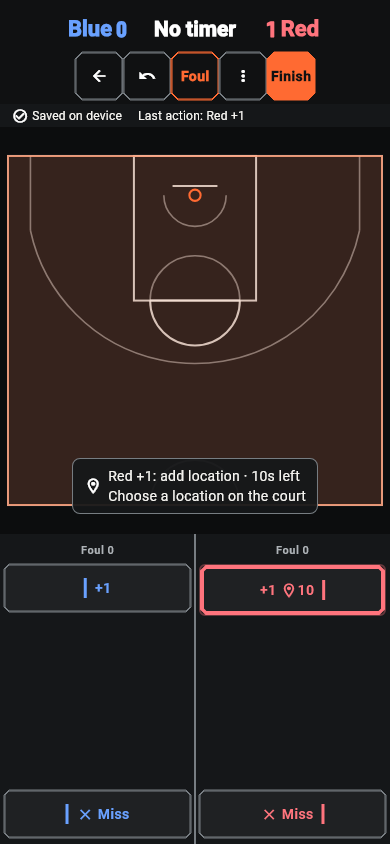 Blue 0 No timer 1 Red
Foul Finish
Saved on device Last action: Red +1
Red +1: add location · 10s left
Choose a location on the court
Foul 0 Foul 0
+1 +1 10
Miss Miss